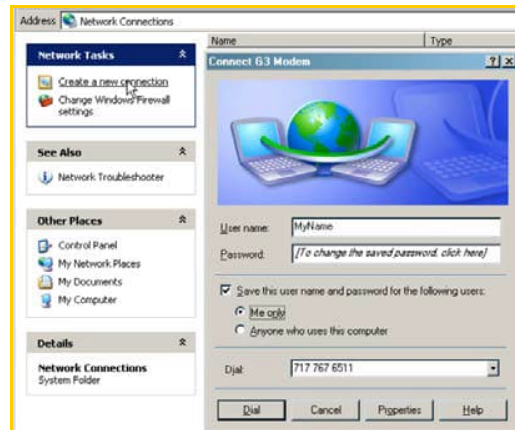 Address Network Connections
Name Type
Network Tasks
Create a new connection
Change Windows Firewall
settings
See Also
Network Troubleshooter
Other Places
Control Panel
My Network Places
My Documents
My Computer
Details
Network Connections
System Folder
Connect G3 Modem
User name: MyName
Password: [To change the saved password, click here]
Save this user name and password for the following users:
Me only
Anyone who uses this computer
Dial: 717 767 6511
Dial Cancel Properties Help